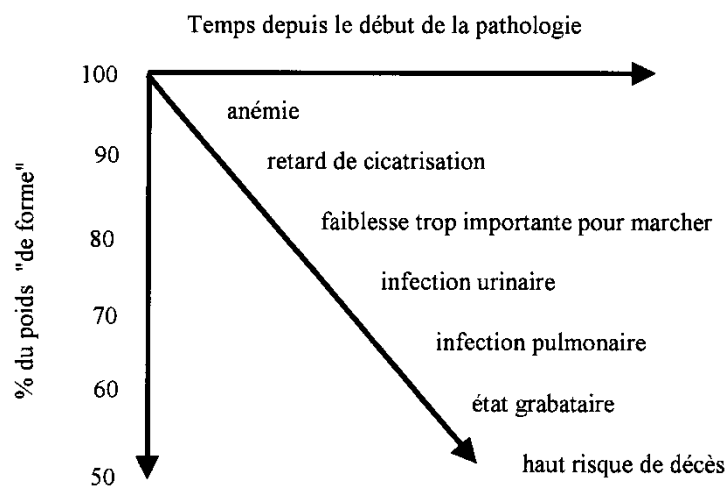 Temps depuis le début de la pathologie
100
anémie
90
retard de cicatrisation
faiblesse trop importante pour marcher
80
infection urinaire
70
infection pulmonaire
60
état grabataire
50
haut risque de décès
% du poids "de forme"